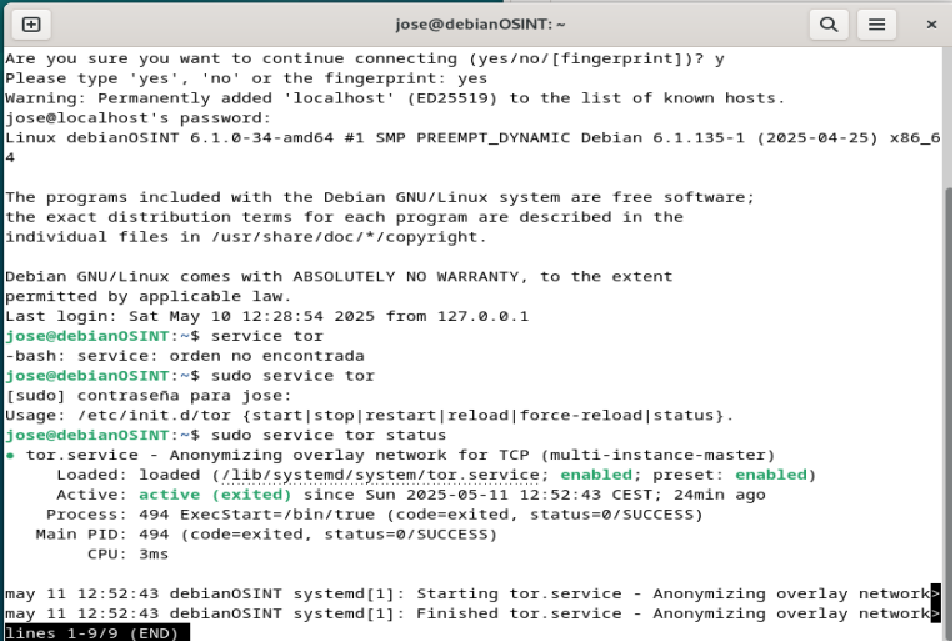 jose@debianOSINT: ~
Are you sure you want to continue connecting (yes/no/[fingerprint])? y
Please type 'yes', 'no' or the fingerprint: yes
Warning: Permanently added 'localhost' (ED25519) to the list of known hosts.
jose@localhost's password:
Linux debianOSINT 6.1.0-34-amd64 #1 SMP PREEMPT_DYNAMIC Debian 6.1.135-1 (2025-04-25) x86_6
4
The programs included with the Debian GNU/Linux system are free software;
the exact distribution terms for each program are described in the
individual files in /usr/share/doc/*/copyright.
Debian GNU/Linux comes with ABSOLUTELY NO WARRANTY, to the extent
permitted by applicable law.
Last login: Sat May 10 12:28:54 2025 from 127.0.0.1
jose@debianOSINT:~$ service tor
-bash: service: orden no encontrada
jose@debianOSINT:~$ sudo service tor
[sudo] contraseña para jose:
Usage: /etc/init.d/tor {start|stop|restart|reload|force-reload|status}.
jose@debianOSINT:~$ sudo service tor status
● tor.service - Anonymizing overlay network for TCP (multi-instance-master)
Loaded: loaded (/lib/systemd/system/tor.service; enabled; preset: enabled)
Active: active (exited) since Sun 2025-05-11 12:52:43 CEST; 24min ago
Process: 494 ExecStart=/bin/true (code=exited, status=0/SUCCESS)
Main PID: 494 (code=exited, status=0/SUCCESS)
CPU: 3ms
may 11 12:52:43 debianOSINT systemd[1]: Starting tor.service - Anonymizing overlay network>
may 11 12:52:43 debianOSINT systemd[1]: Finished tor.service - Anonymizing overlay network>
lines 1-9/9 (END)